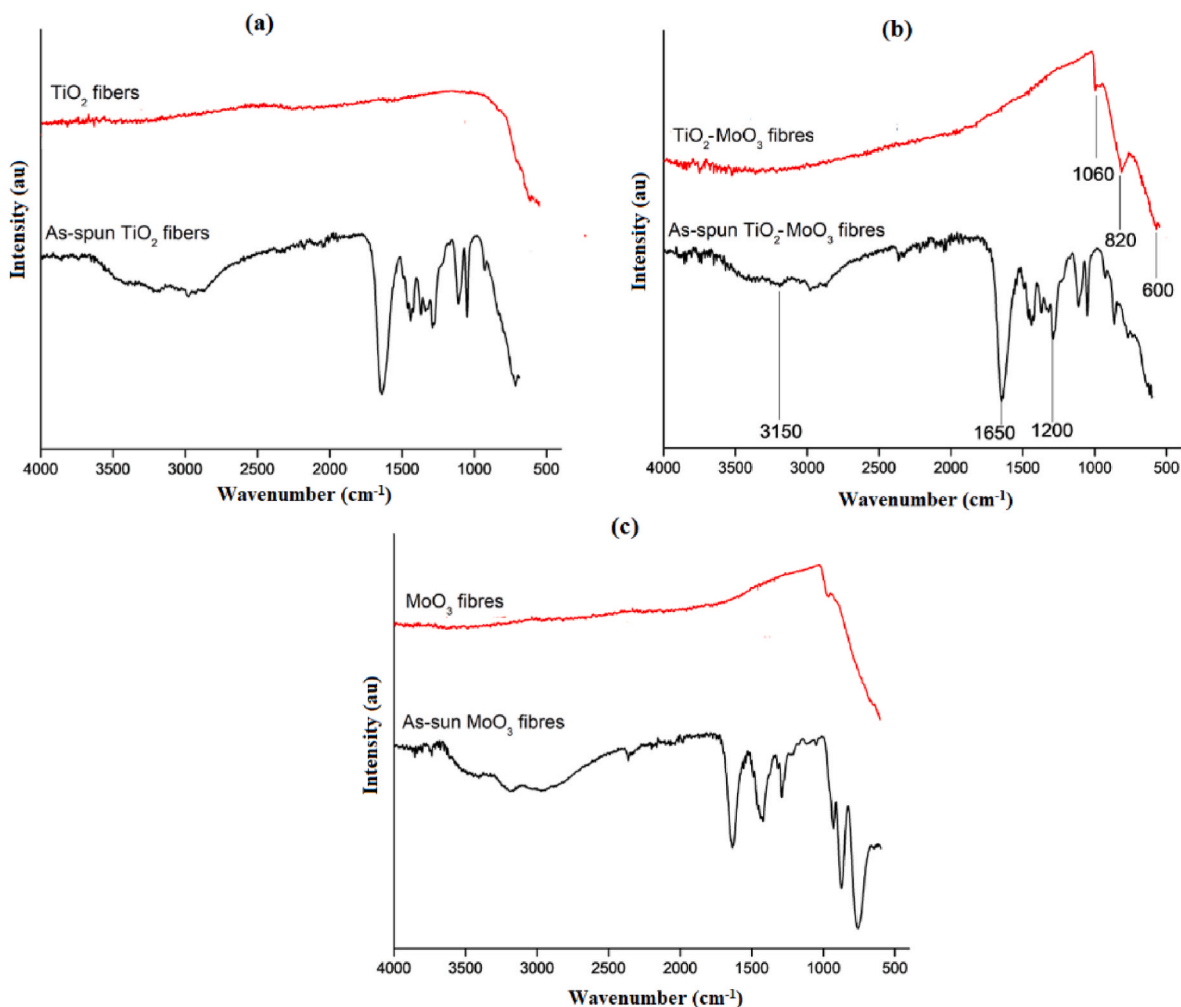 (a)
TiO2 fibers
As-spun TiO2 fibers
Intensity (au)
4000 3500 3000 2500 2000 1500 1000 500
Wavenumber (cm-1)
(b)
TiO2-MoO3 fibres
1060
As-spun TiO2-MoO3 fibres
820
600
3150
1650
1200
Intensity (au)
4000 3500 3000 2500 2000 1500 1000 500
Wavenumber (cm-1)
(c)
MoO3 fibres
As-sun MoO3 fibres
Intensity (au)
4000 3500 3000 2500 2000 1500 1000 500
Wavenumber (cm-1)